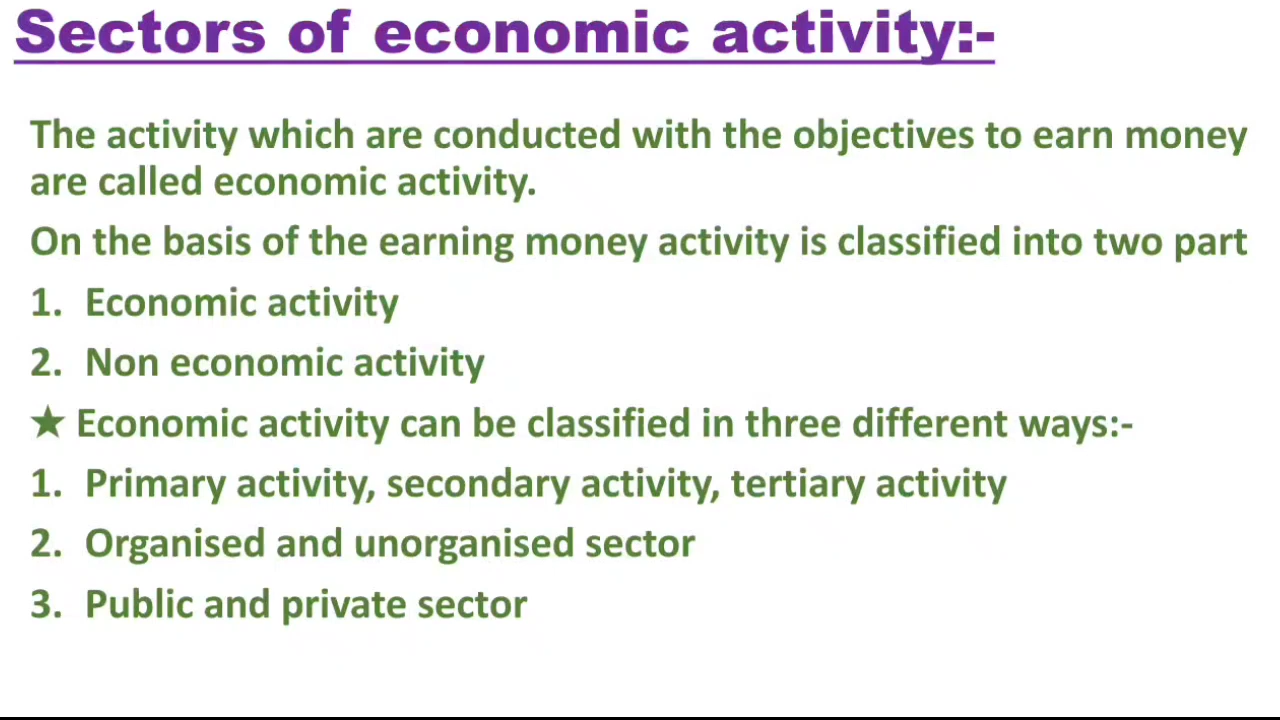 Sectors of economic activity:-
The activity which are conducted with the objectives to earn money
are called economic activity.
On the basis of the earning money activity is classified into two part
1. Economic activity
2. Non economic activity
★ Economic activity can be classified in three different ways:-
1. Primary activity, secondary activity, tertiary activity
2. Organised and unorganised sector
3. Public and private sector